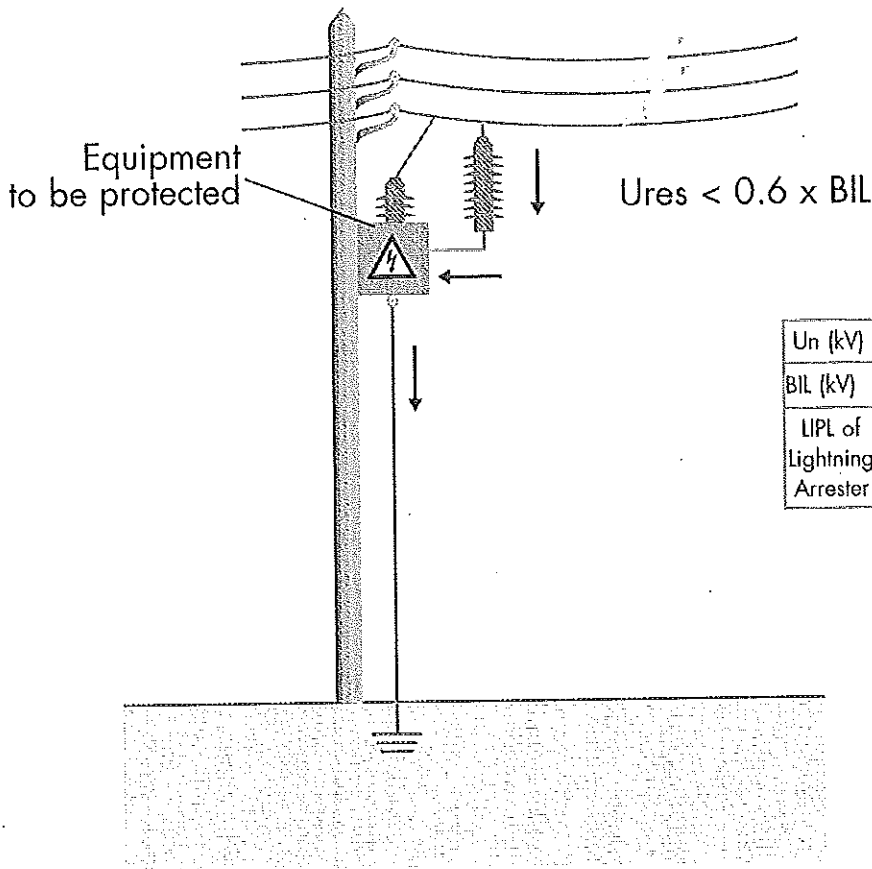 Equipment
to be protected
Ures < 0.6 x BIL
Un (kV)
BIL (kV)
LIPL of
Lightning
Arrester